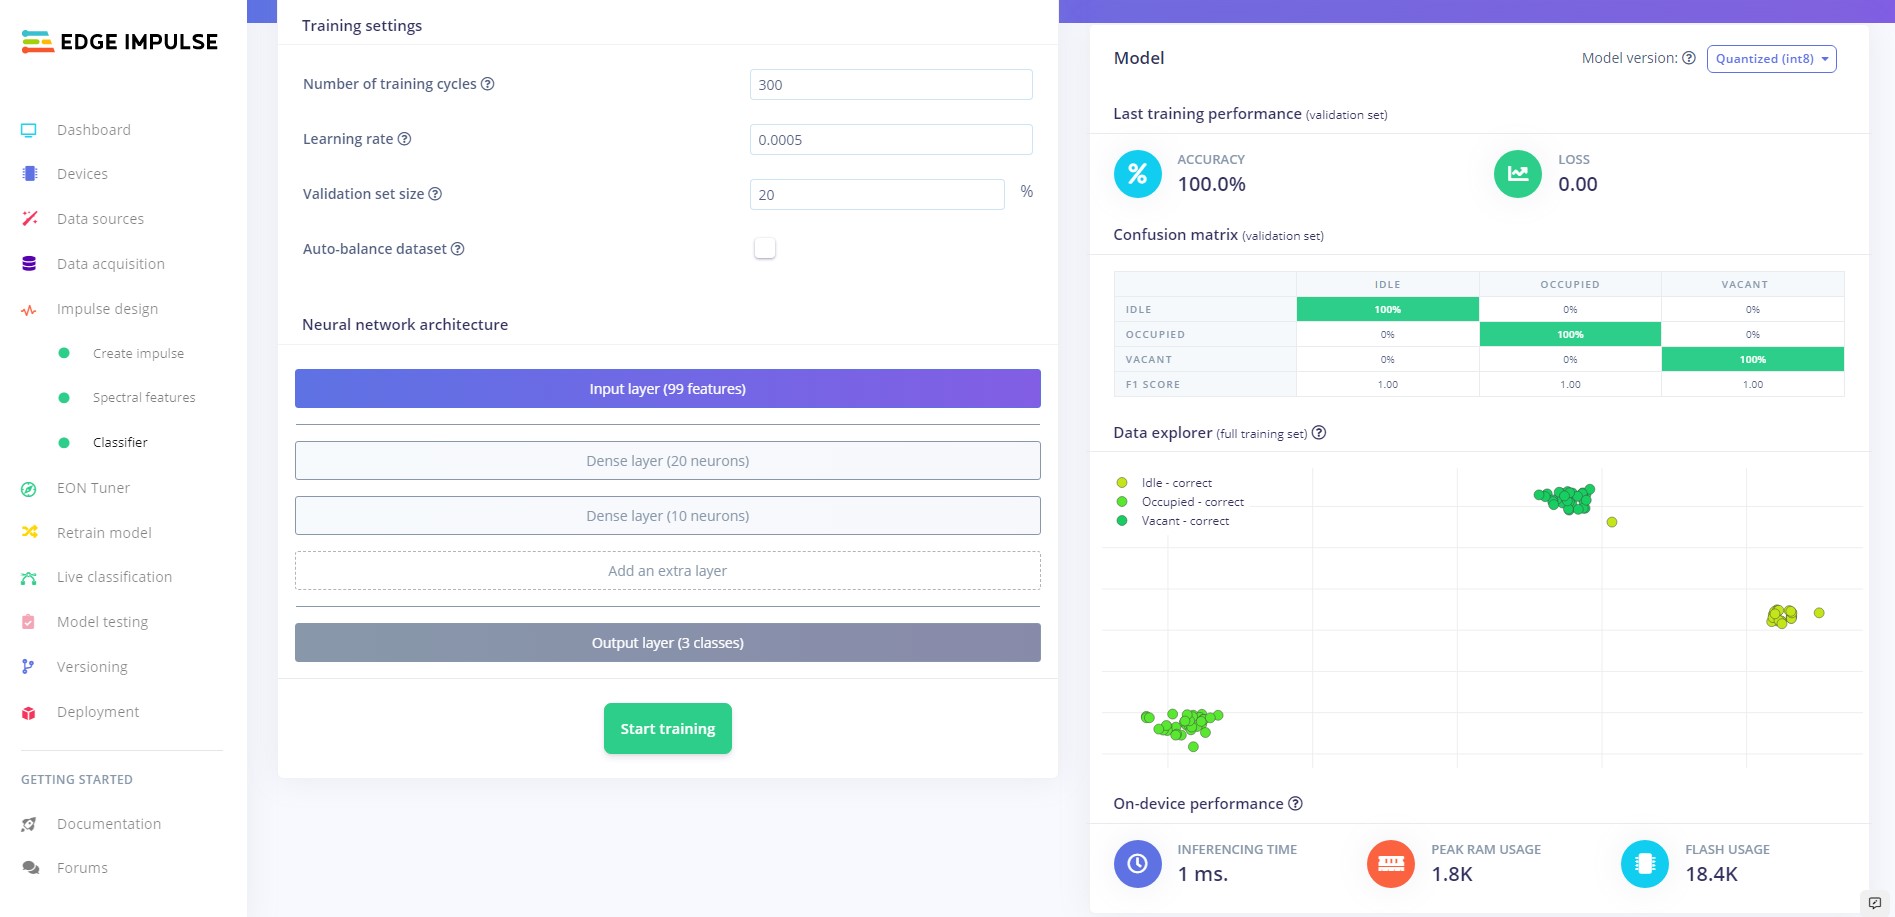 EDGE IMPULSE
Dashboard
Devices
Data sources
Data acquisition
Impulse design
Create impulse
Spectral features
Classifier
EON Tuner
Retrain model
Live classification
Model testing
Versioning
Deployment
GETTING STARTED
Documentation
Forums
Training settings
Number of training cycles ?
300
Learning rate ?
0.0005
Validation set size ?
20 %
Auto-balance dataset ?
Neural network architecture
Input layer (99 features)
Dense layer (20 neurons)
Dense layer (10 neurons)
Add an extra layer
Output layer (3 classes)
Start training
Model
Model version: ? Quantized (int8)
Last training performance (validation set)
%
ACCURACY
100.0%
LOSS
0.00
Confusion matrix (validation set)
IDLE OCCUPIED VACANT
IDLE 100% 0% 0%
OCCUPIED 0% 100% 0%
VACANT 0% 0% 100%
F1 SCORE 1.00 1.00 1.00
Data explorer (full training set) ?
Idle - correct
Occupied - correct
Vacant - correct
On-device performance ?
INFERENCING TIME
1 ms.
PEAK RAM USAGE
1.8K
FLASH USAGE
18.4K